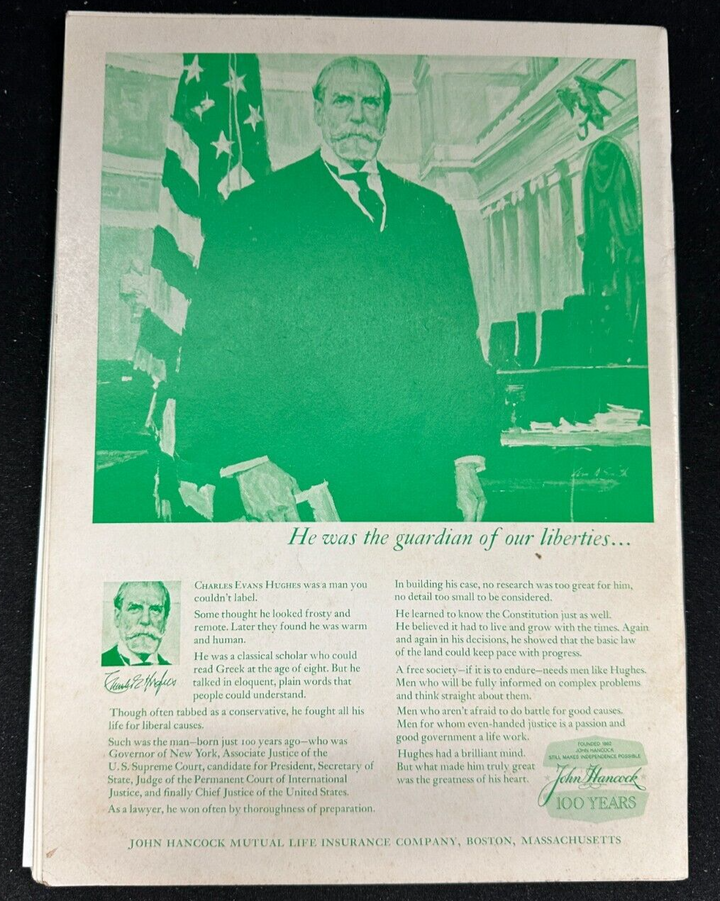 He was the guardian of our liberties...
CHARLES EVANS HUGHES was a man you
couldn't label.
Some thought he looked frosty and
remote. Later they found he was warm
and human.
He was a classical scholar who could
read Greek at the age of eight. But he
talked in eloquent, plain words that
people could understand.
Though often tabbed as a conservative, he fought all his
life for liberal causes.
Such was the man—born just 100 years ago—who was
Governor of New York, Associate Justice of the
U.S. Supreme Court, candidate for President, Secretary of
State, Judge of the Permanent Court of International
Justice, and finally Chief Justice of the United States.
As a lawyer, he won often by thoroughness of preparation.
In building his case, no research was too great for him,
no detail too small to be considered.
He learned to know the Constitution just as well.
He believed it had to live and grow with the times. Again
and again in his decisions, he showed that the basic law
of the land could keep pace with progress.
A free society—if it is to endure—needs men like Hughes.
Men who will be fully informed on complex problems
and think straight about them.
Men who aren't afraid to do battle for good causes.
Men for whom even-handed justice is a passion and
good government a life work.
Hughes had a brilliant mind.
But what made him truly great
was the greatness of his heart.
FOUNDED 1862
JOHN HANCOCK
STILL MAKES INDEPENDENCE POSSIBLE
John Hancock
100 YEARS
JOHN HANCOCK MUTUAL LIFE INSURANCE COMPANY, BOSTON, MASSACHUSETTS